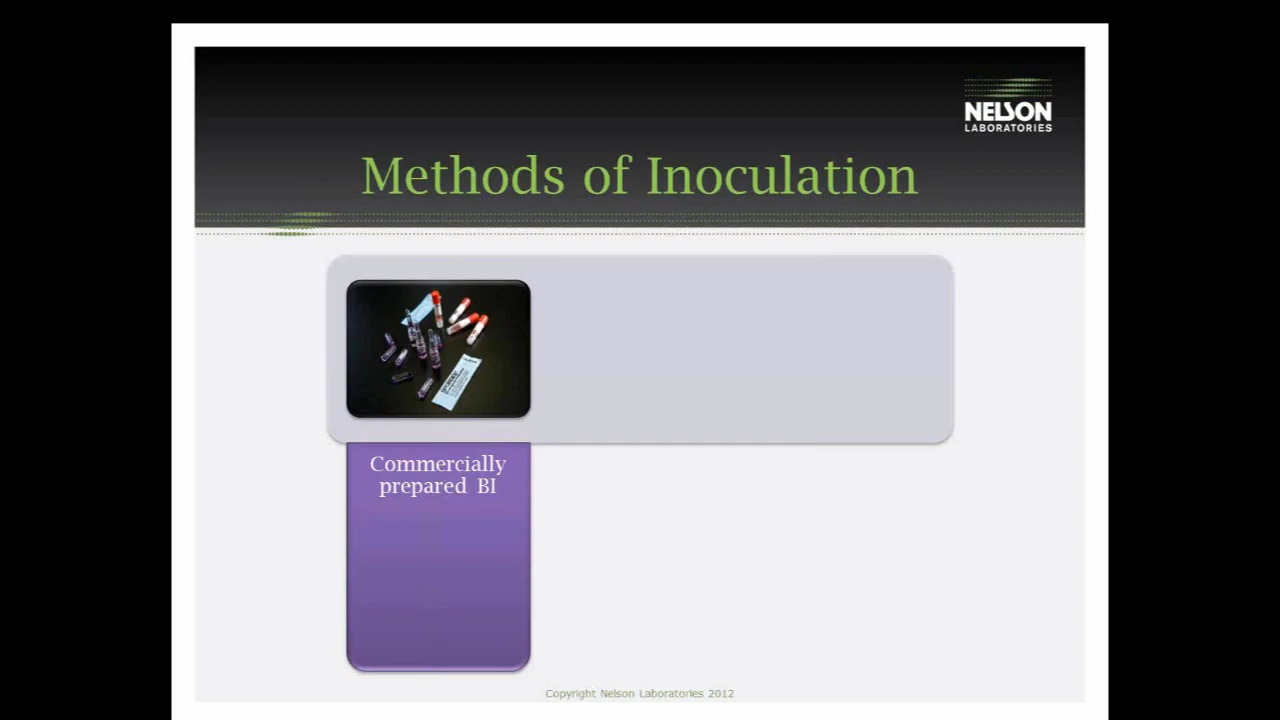 NELSON
LABORATORIES
Methods of Inoculation
Commercially
prepared BI
Copyright Nelson Laboratories 2012